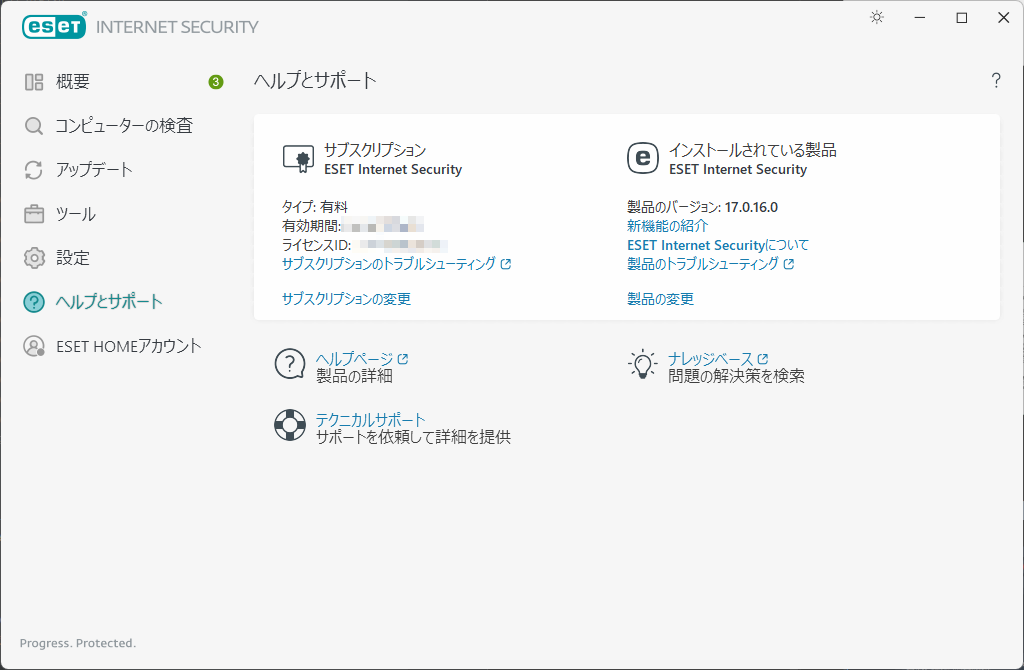 eseT INTERNET SECURITY
概要 3
コンピューターの検査
アップデート
ツール
設定
ヘルプとサポート
ESET HOMEアカウント
ヘルプとサポート ?
サブスクリプション
ESET Internet Security
タイプ: 有料
有効期間:
ライセンスID:
サブスクリプションのトラブルシューティング
サブスクリプションの変更
インストールされている製品
ESET Internet Security
製品のバージョン: 17.0.16.0
新機能の紹介
ESET Internet Securityについて
製品のトラブルシューティング
製品の変更
ヘルプページ
製品の詳細
ナレッジベース
問題の解決策を検索
テクニカルサポート
サポートを依頼して詳細を提供
Progress. Protected.